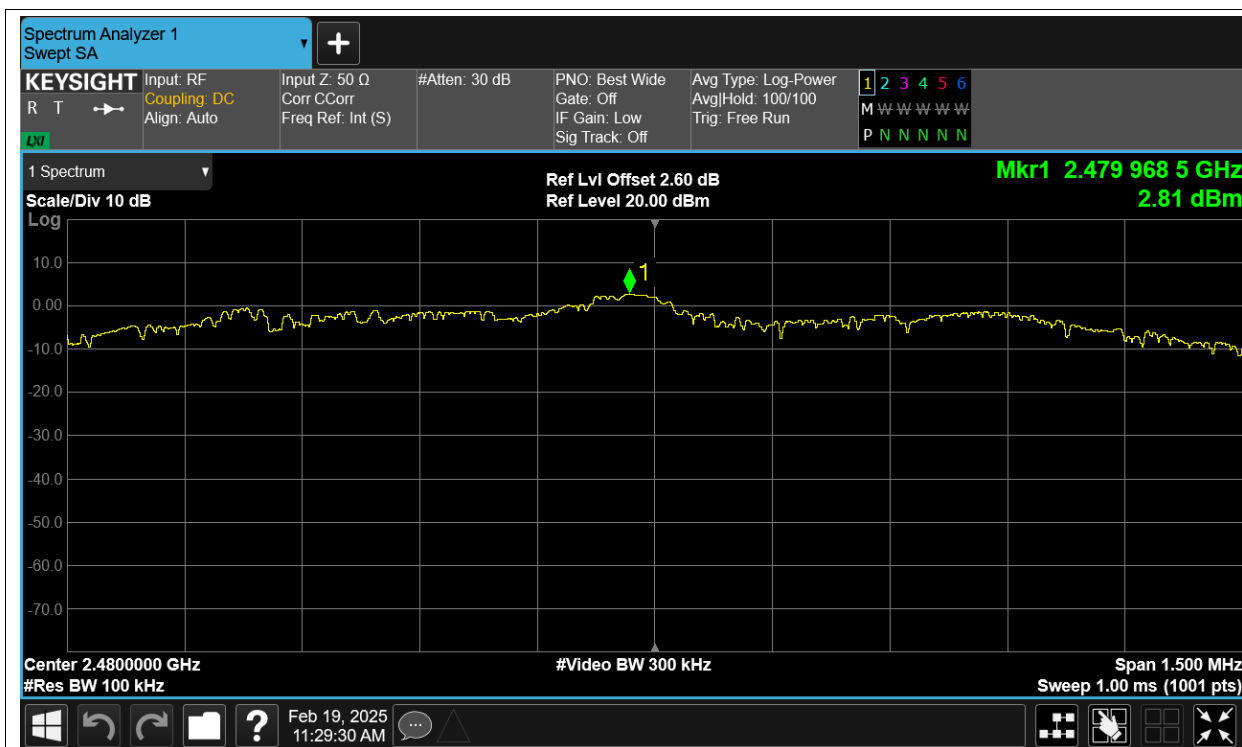 Spectrum Analyzer 1
Swept SA
KEYSIGHT
R T
LXI
Input: RF
Coupling: DC
Align: Auto
Input Z: 50 Ω
Corr CCorr
Freq Ref: Int (S)
#Atten: 30 dB
PNO: Best Wide
Gate: Off
IF Gain: Low
Sig Track: Off
Avg Type: Log-Power
Avg|Hold: 100/100
Trig: Free Run
1 2 3 4 5 6
M W W W W W
P N N N N N
1 Spectrum
Scale/Div 10 dB
Ref Lvl Offset 2.60 dB
Ref Level 20.00 dBm
Mkr1 2.479 968 5 GHz
2.81 dBm
Log
10.0
1
0.00
-10.0
-20.0
-30.0
-40.0
-50.0
-60.0
-70.0
Center 2.4800000 GHz
#Video BW 300 kHz
Span 1.500 MHz
#Res BW 100 kHz
Sweep 1.00 ms (1001 pts)
?
Feb 19, 2025
11:29:30 AM